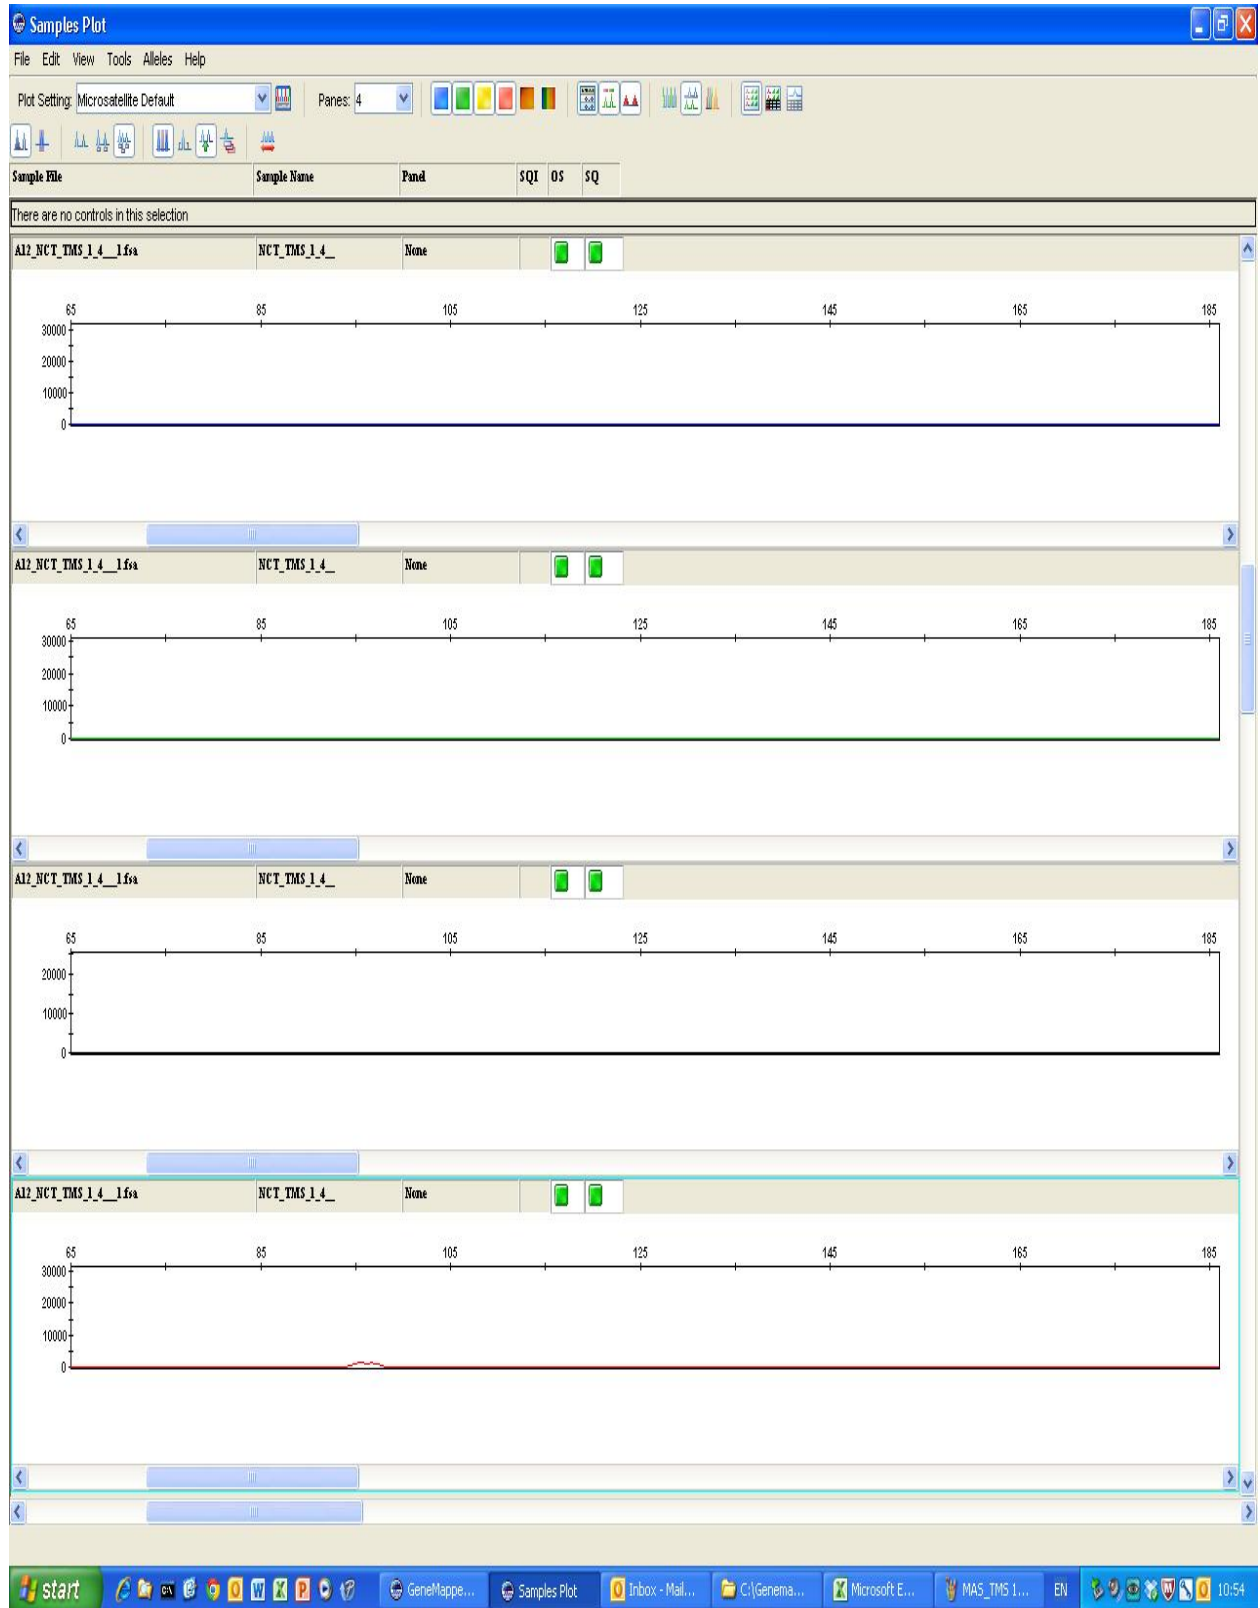 Samples Plot
File Edit View Tools Alleles Help
Plot Setting: Microsatellite Default Panes: 4
Sample File Sample Name Panel SQI OS SQ
There are no controls in this selection
A12_NCT_TMS_1_4__1.fsa NCT_TMS_1_4__ None
65 85 105 125 145 165 185
30000
20000
10000
0
A12_NCT_TMS_1_4__1.fsa NCT_TMS_1_4__ None
65 85 105 125 145 165 185
30000
20000
10000
0
A12_NCT_TMS_1_4__1.fsa NCT_TMS_1_4__ None
65 85 105 125 145 165 185
20000
10000
0
A12_NCT_TMS_1_4__1.fsa NCT_TMS_1_4__ None
65 85 105 125 145 165 185
30000
20000
10000
0
start GeneMappe... Samples Plot Inbox - Mail... C:\Genema... Microsoft E... MAS_TMS 1... EN 10:54